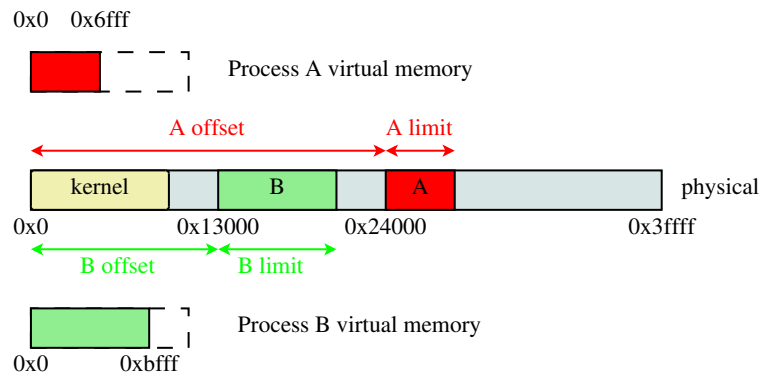 0x0 0x6fff
Process A virtual memory
A offset A limit
kernel B A physical
0x0 0x13000 0x24000 0x3ffff
B offset B limit
Process B virtual memory
0x0 0xbfff